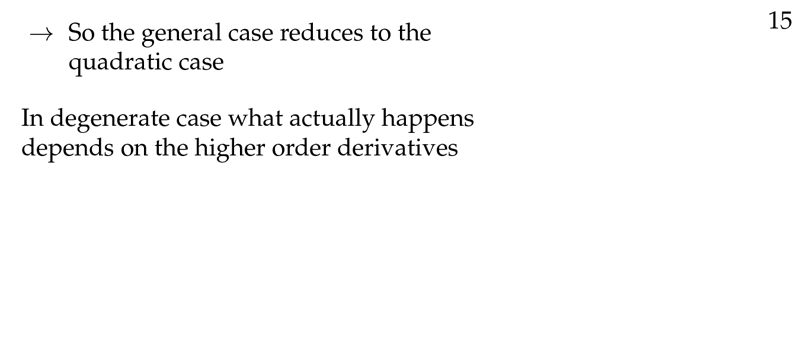 15
→ So the general case reduces to the
quadratic case
In degenerate case what actually happens
depends on the higher order derivatives